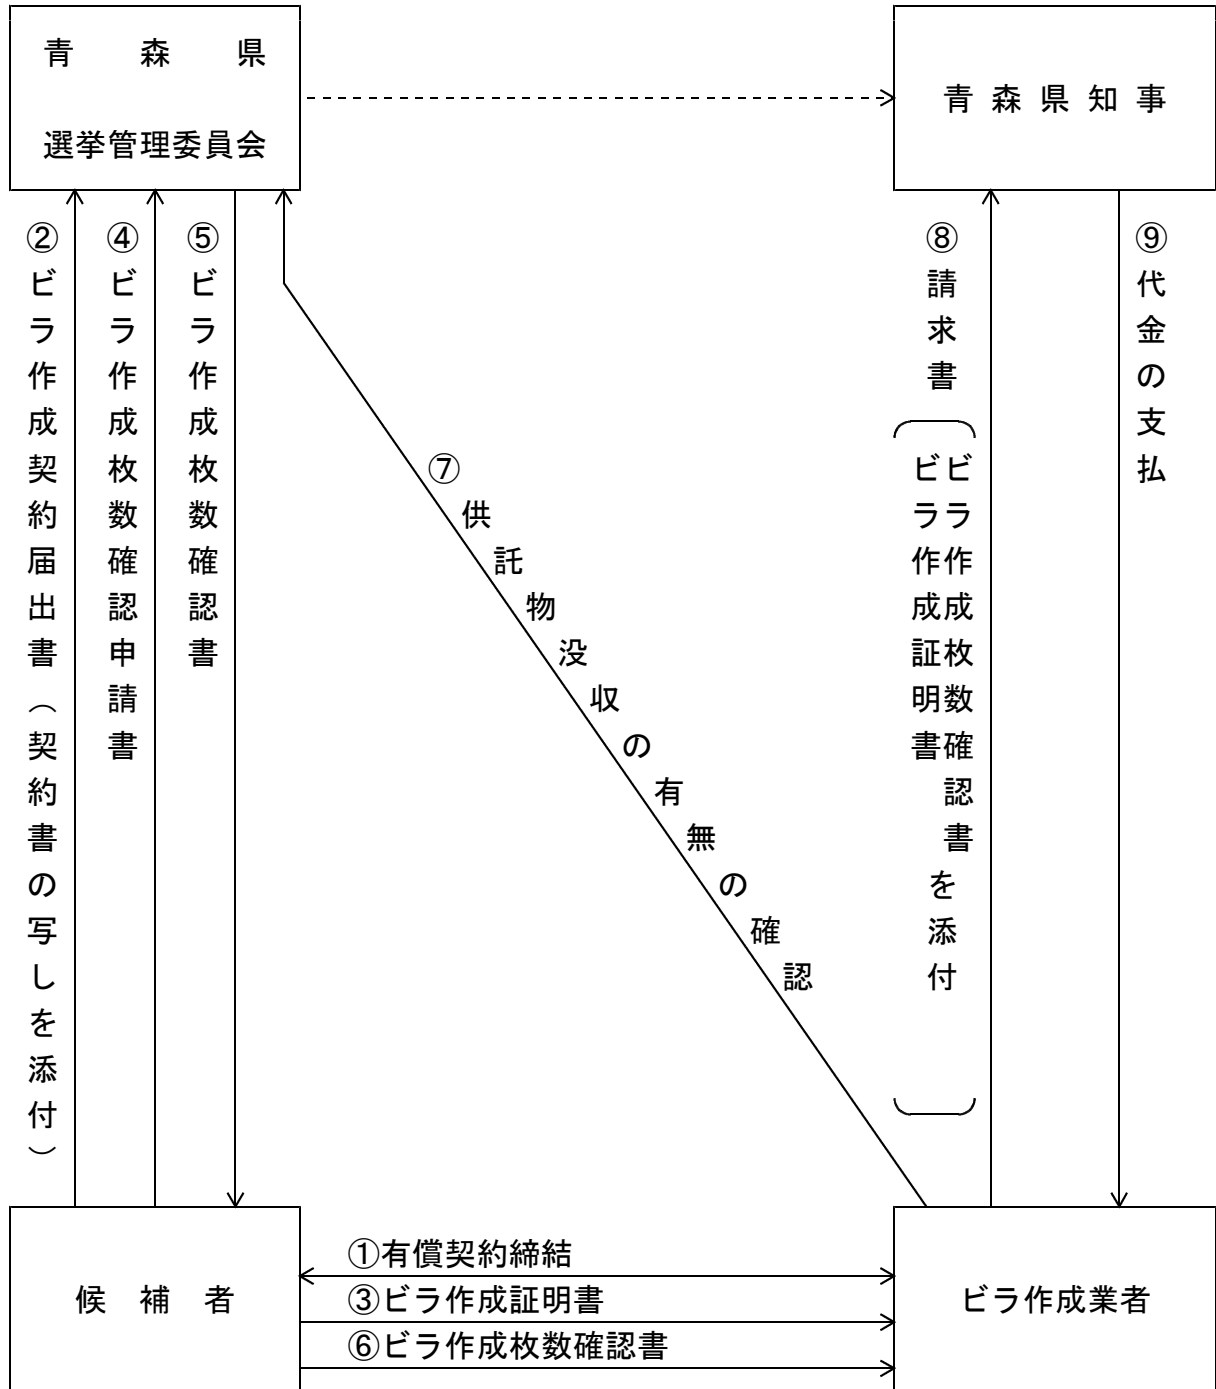 青森県
選挙管理委員会
青森県知事
②ビラ作成契約届出書（契約書の写しを添付）
④ビラ作成枚数確認申請書
⑤ビラ作成枚数確認書
⑦供託物没収の有無の確認
⑧請求書
ビラ作成枚数確認書
ビラ作成証明書
を添付
⑨代金の支払
候補者
①有償契約締結
③ビラ作成証明書
⑥ビラ作成枚数確認書
ビラ作成業者